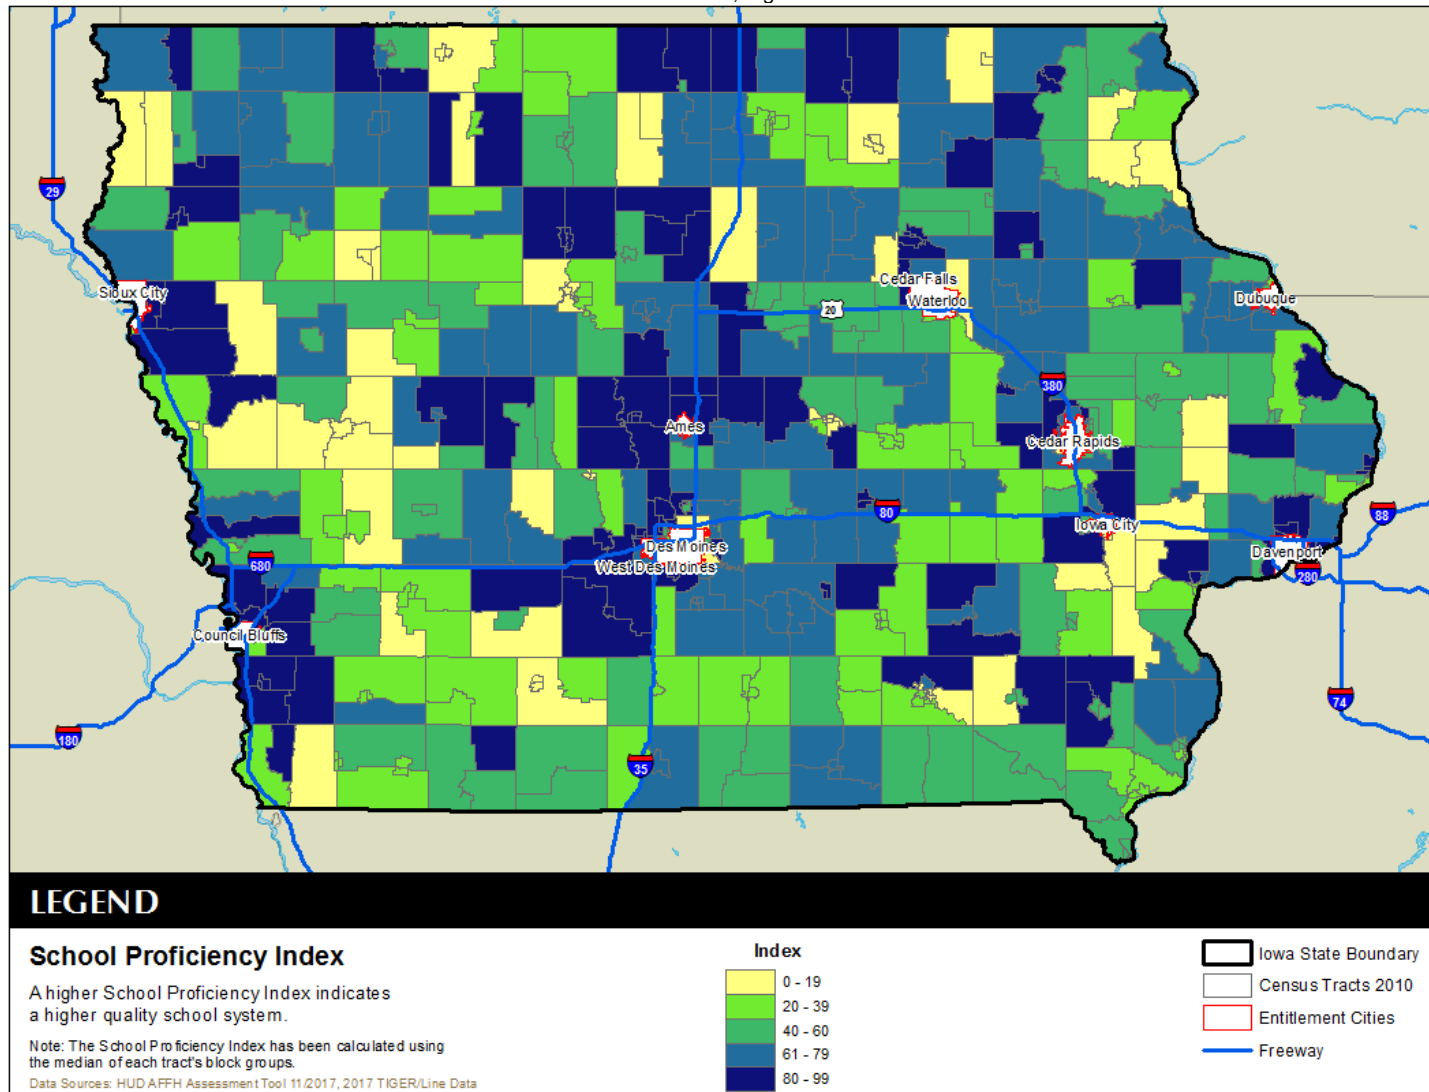 29
Sioux City
Cedar Falls
Waterloo
20
Dubuque
380
Ames
Cedar Rapids
80
Iowa City
88
Des Moines
West Des Moines
Davenport
680
280
Council Bluffs
180
74
35
LEGEND
School Proficiency Index
A higher School Proficiency Index indicates
a higher quality school system.
Note: The School Proficiency Index has been calculated using
the median of each tract's block groups.
Data Sources: HUD AFFH Assessment Tool 11/2017, 2017 TIGER/Line Data
Index
0 - 19
20 - 39
40 - 60
61 - 79
80 - 99
Iowa State Boundary
Census Tracts 2010
Entitlement Cities
Freeway